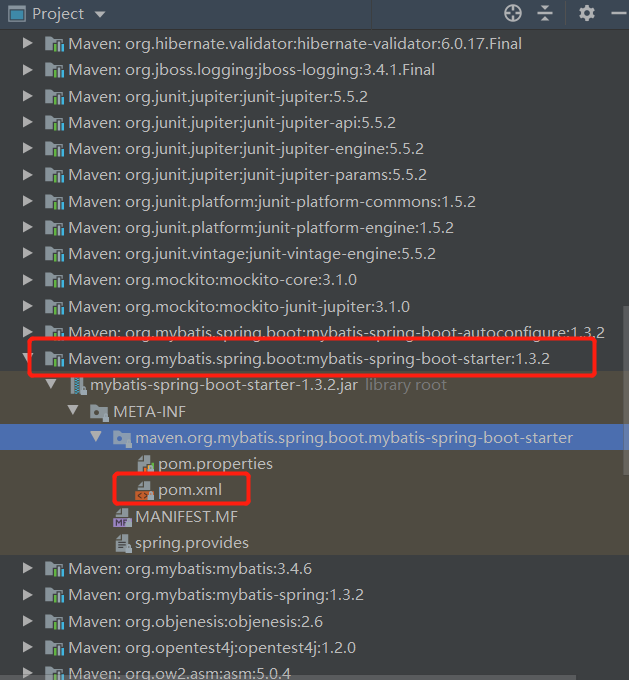 Project
Maven: org.hibernate.validator:hibernate-validator:6.0.17.Final
Maven: org.jboss.logging:jboss-logging:3.4.1.Final
Maven: org.junit.jupiter:junit-jupiter:5.5.2
Maven: org.junit.jupiter:junit-jupiter-api:5.5.2
Maven: org.junit.jupiter:junit-jupiter-engine:5.5.2
Maven: org.junit.jupiter:junit-jupiter-params:5.5.2
Maven: org.junit.platform:junit-platform-commons:1.5.2
Maven: org.junit.platform:junit-platform-engine:1.5.2
Maven: org.junit.vintage:junit-vintage-engine:5.5.2
Maven: org.mockito:mockito-core:3.1.0
Maven: org.mockito:mockito-junit-jupiter:3.1.0
Maven: org.mybatis.spring.boot:mybatis-spring-boot-autoconfigure:1.3.2
Maven: org.mybatis.spring.boot:mybatis-spring-boot-starter:1.3.2
mybatis-spring-boot-starter-1.3.2.jar library root
META-INF
maven.org.mybatis.spring.boot.mybatis-spring-boot-starter
pom.properties
pom.xml
MF MANIFEST.MF
spring.provides
Maven: org.mybatis:mybatis:3.4.6
Maven: org.mybatis:mybatis-spring:1.3.2
Maven: org.objenesis:objenesis:2.6
Maven: org.opentest4j:opentest4j:1.2.0
Maven: org.ow2.asm:asm:5.0.4